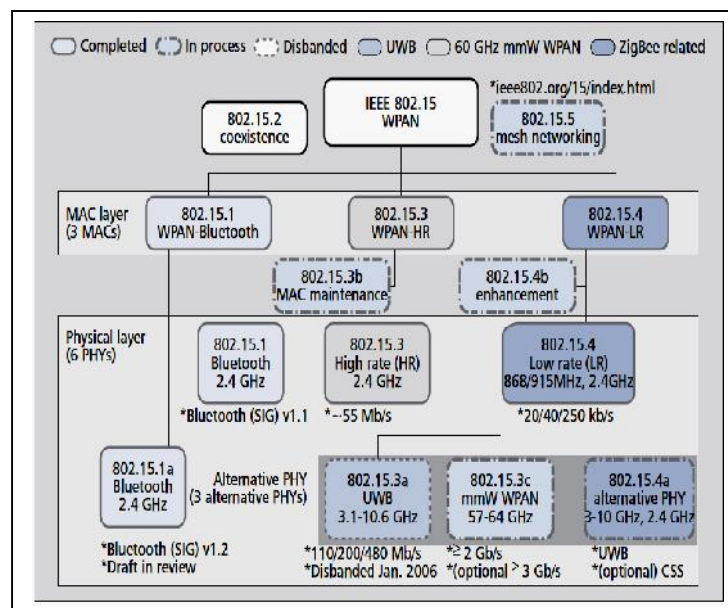 Completed In process Disbanded UWB 60 GHz mmW WPAN ZigBee related
*ieee802.org/15/index.html
IEEE 802.15
WPAN
802.15.2
coexistence
802.15.5
mesh networking
MAC layer
(3 MACs)
802.15.1
WPAN-Bluetooth
802.15.3
WPAN-HR
802.15.4
WPAN-LR
802.15.3b
MAC maintenance
802.15.4b
enhancement
Physical layer
(6 PHYs)
802.15.1
Bluetooth
2.4 GHz
802.15.3
High rate (HR)
2.4 GHz
802.15.4
Low rate (LR)
868/915MHz, 2.4GHz
*Bluetooth (SIG) v1.1
*~55 Mb/s
*20/40/250 kb/s
802.15.1a
Bluetooth
2.4 GHz
Alternative PHY
(3 alternative PHYs)
802.15.3a
UWB
3.1-10.6 GHz
802.15.3c
mmW WPAN
57-64 GHz
802.15.4a
alternative PHY
3-10 GHz, 2.4 GHz
*Bluetooth (SIG) v1.2
*Draft in review
*110/200/480 Mb/s
*Disbanded Jan. 2006
*≥ 2 Gb/s
*(optional > 3 Gb/s
*UWB
*(optional) CSS